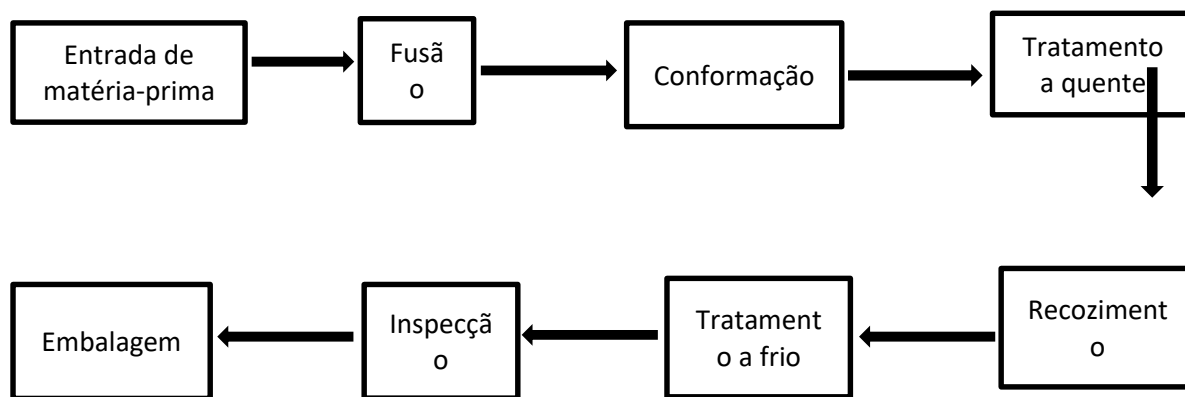 Entrada de
matéria-prima
Fusã
o
Conformação
Tratamento
a quente
Embalagem
Inspecçã
o
Tratament
o a frio
Recoziment
o